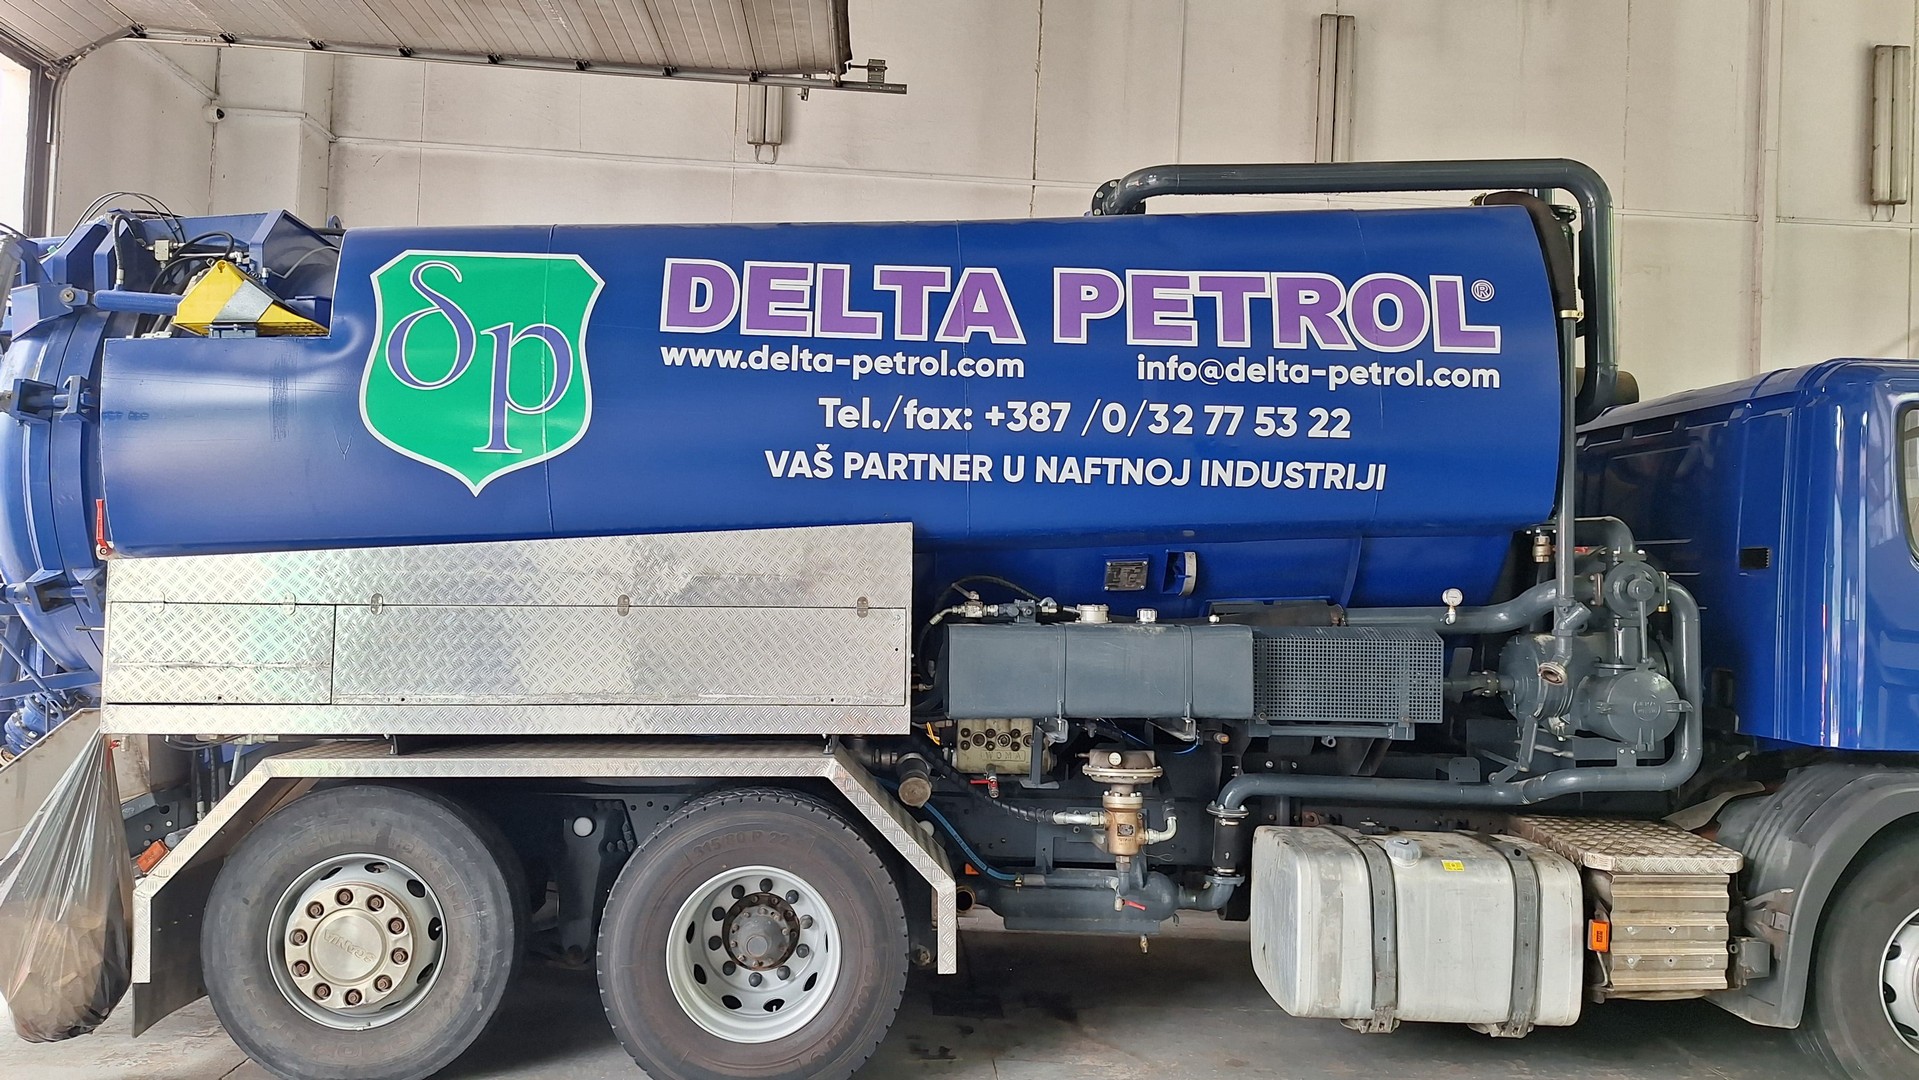 δp
DELTA PETROL®
www.delta-petrol.com
info@delta-petrol.com
Tel./fax: +387 /0/32 77 53 22
VAŠ PARTNER U NAFTNOJ INDUSTRIJI
WOMA